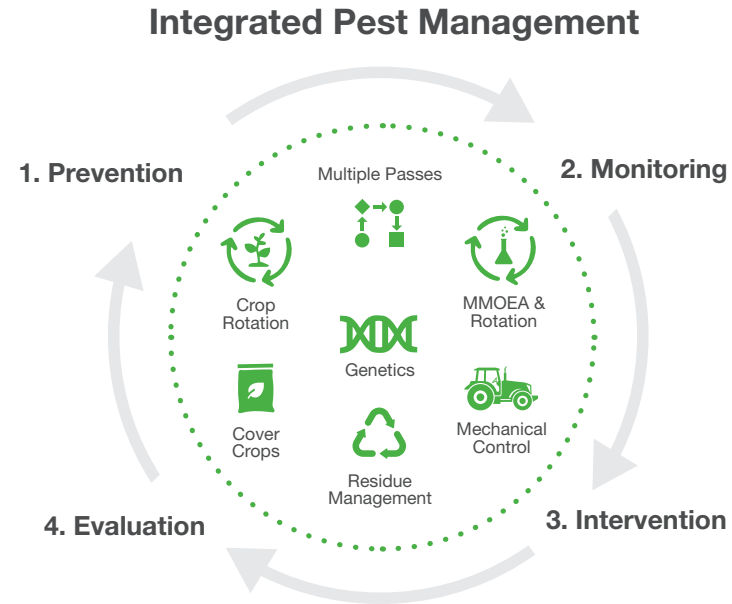 Integrated Pest Management
1. Prevention
2. Monitoring
Multiple Passes
Crop
Rotation
MMOEA &
Rotation
Genetics
Cover
Crops
Mechanical
Control
Residue
Management
4. Evaluation
3. Intervention